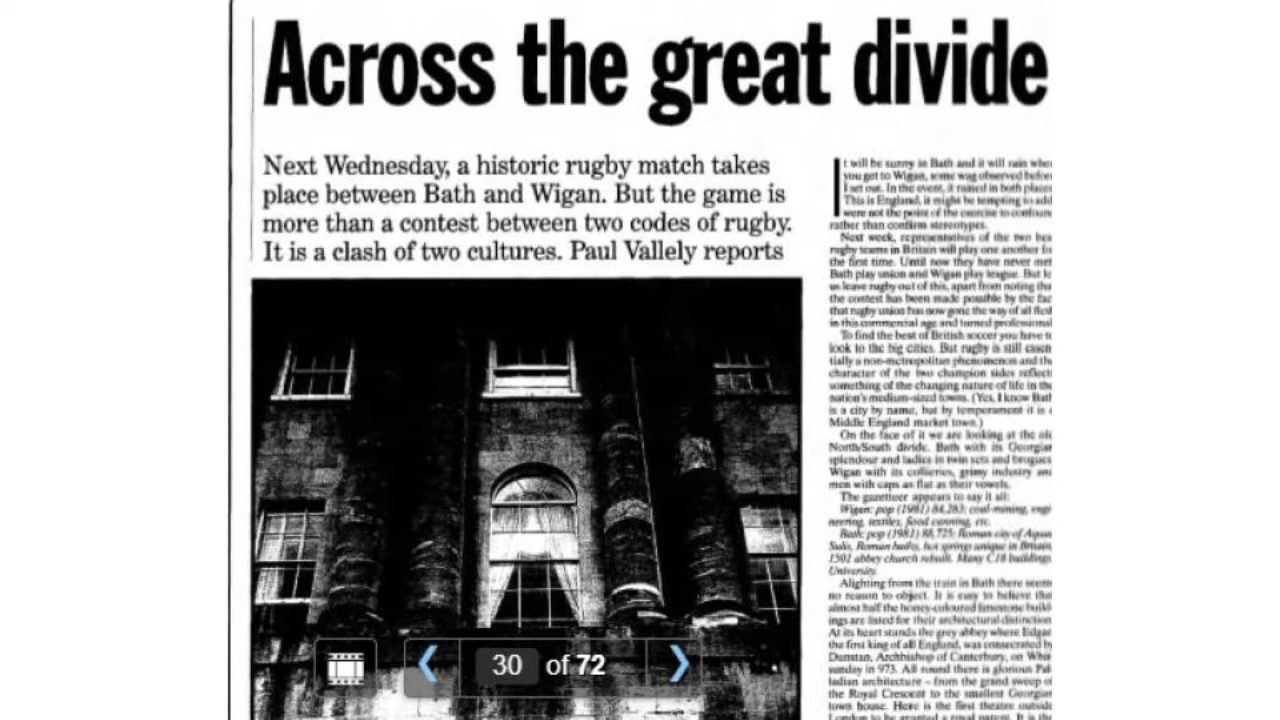 Across the great divide
Next Wednesday, a historic rugby match takes
place between Bath and Wigan. But the game is
more than a contest between two codes of rugby.
It is a clash of two cultures. Paul Vallely reports
It will be sunny in Bath and it will rain when
you get to Wigan, some wag observed before
I set out. In the event, it rained in both places
This is England, it might be tempting to add
were not the point of the exercise to confound
rather than confirm stereotypes.
Next week, representatives of the two bes
rugby teams in Britain will play one another for
the first time. Until now they have never met
Bath play union and Wigan play league. But le
us leave rugby out of this, apart from noting tha
the contest has been made possible by the fac
that rugby union has now gone the way of all flesh
in this commercial age and turned professional
To find the best of British soccer you have to
look to the big cities. But rugby is still essen
tially a non-metropolitan phenomenon and the
character of the two champion sides reflects
something of the changing nature of life in the
nation's medium-sized towns. (Yes, I know Bath
is a city by name, but by temperament it is a
Middle England market town.)
On the face of it we are looking at the old
North/South divide. Bath with its Georgian
splendour and ladies in twin sets and brogues
Wigan with its collieries, grimy industry and
men with caps as flat as their vowels.
The gazetteer appears to say it all:
Wigan: pop (1981) 84,283; coal-mining, engi
neering, textiles, food canning, etc.
Bath: pop (1981) 88,725; Roman city of Aquae
Sulis, Roman baths, hot springs unique in Britain,
1501 abbey church rebuilt. Many C18 buildings.
University.
Alighting from the train in Bath there seems
no reason to object. It is easy to believe that
almost half the honey-coloured limestone build
ings are listed for their architectural distinction
At its heart stands the grey abbey where Edgar
the first king of all England, was consecrated by
Dunstan, Archbishop of Canterbury, on Whit
sunday in 973. All round there is glorious Pal
ladian architecture – from the grand sweep of
the Royal Crescent to the smallest Georgian
town house. Here is the first theatre outside
London to be granted a royal patent. It is the
30 of 72